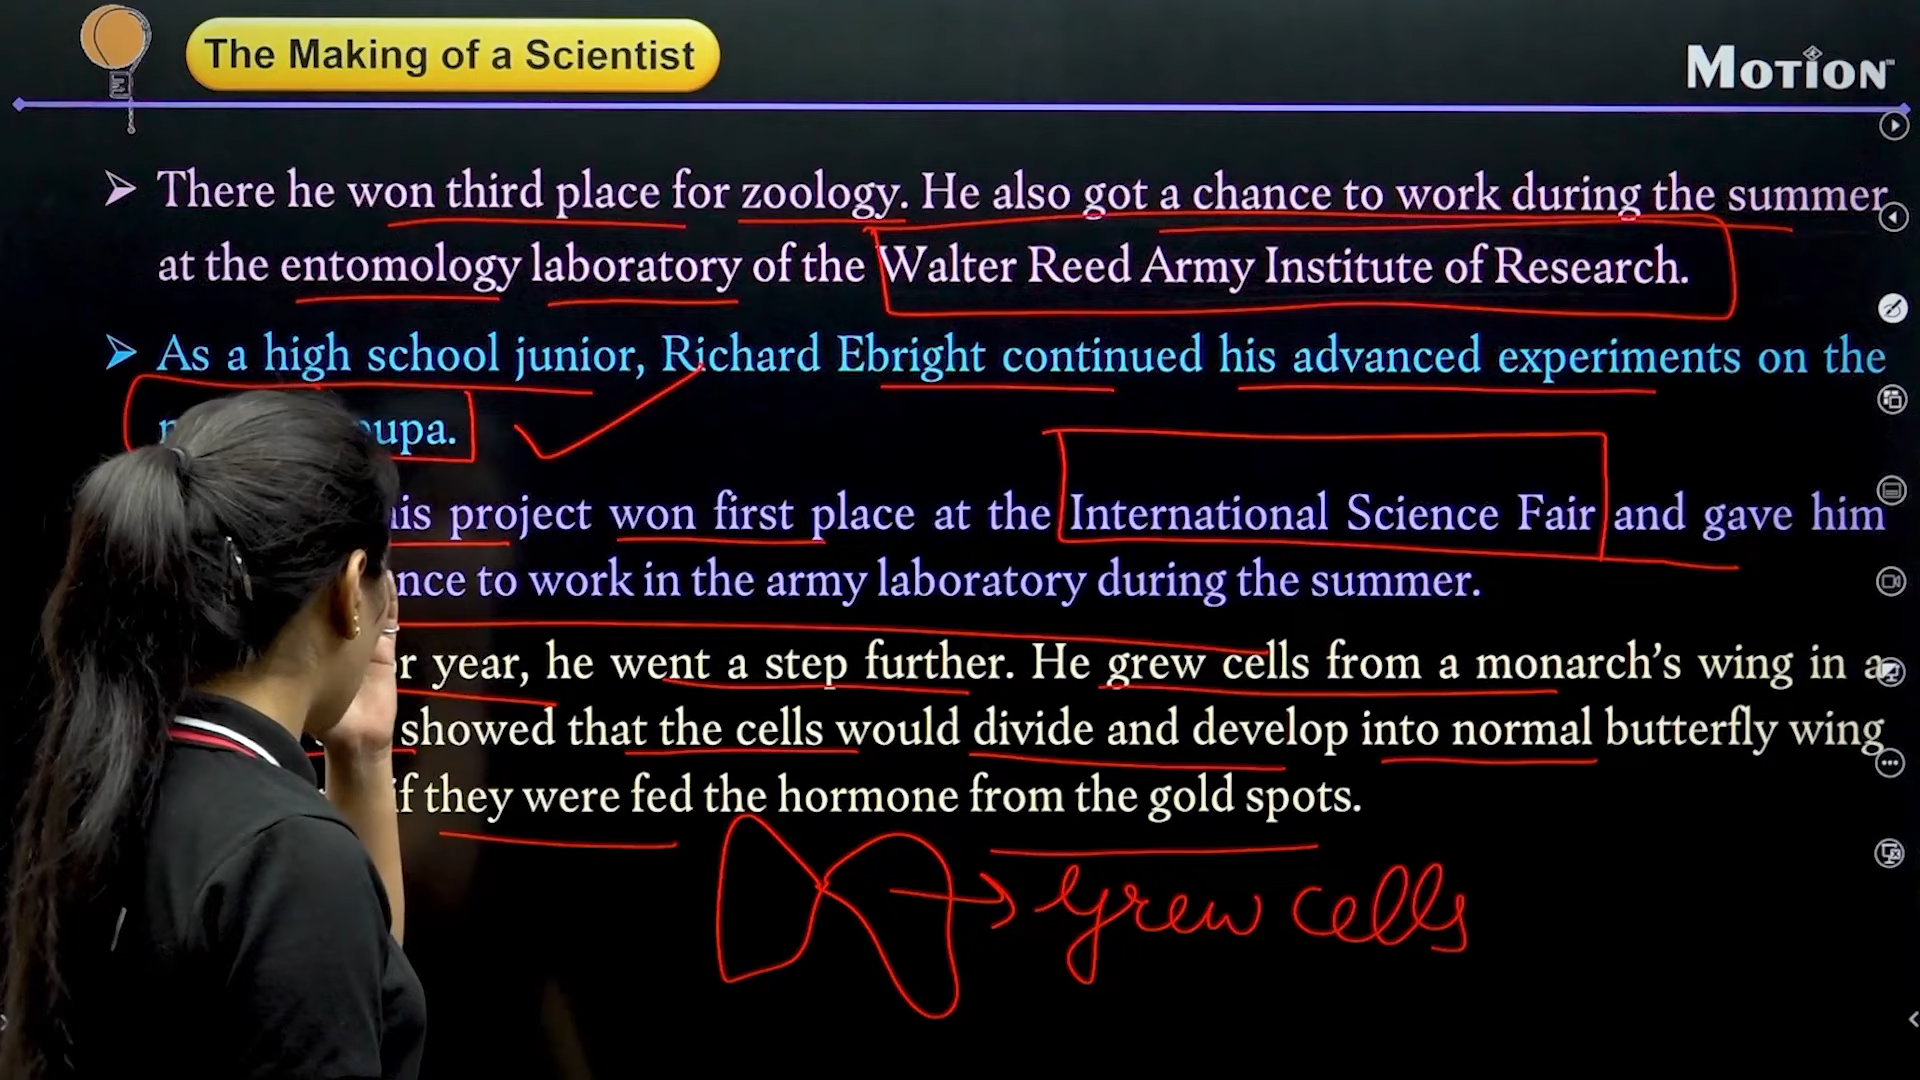 The Making of a Scientist
MOTION
➢ There he won third place for zoology. He also got a chance to work during the summer
at the entomology laboratory of the Walter Reed Army Institute of Research.
➢ As a high school junior, Richard Ebright continued his advanced experiments on the
pupa.
his project won first place at the International Science Fair and gave him
to work in the army laboratory during the summer.
year, he went a step further. He grew cells from a monarch's wing in a
showed that the cells would divide and develop into normal butterfly wing
if they were fed the hormone from the gold spots.
Grew cells